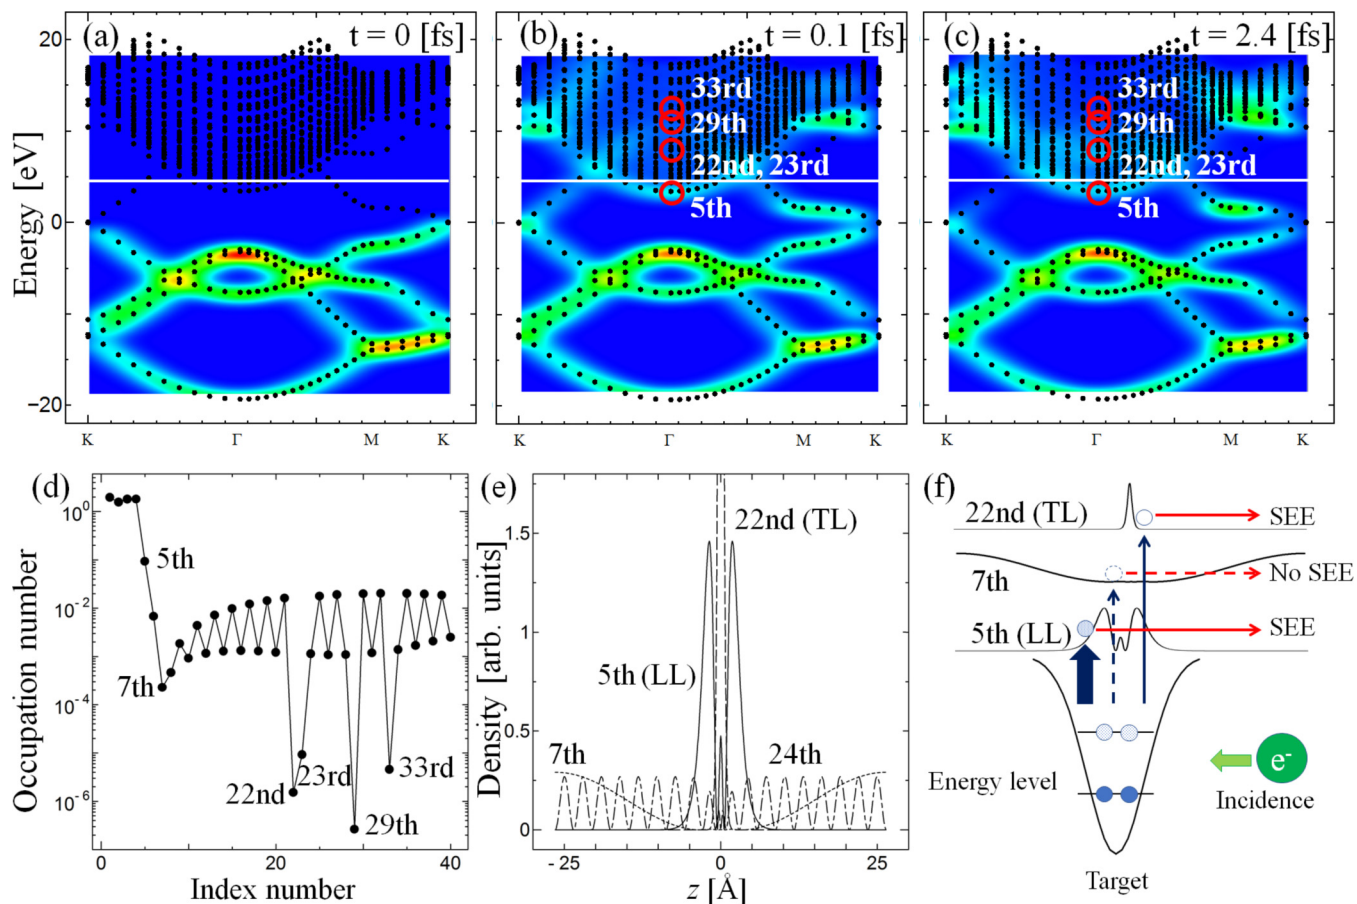 (a) t = 0 [fs]
(b) t = 0.1 [fs]
(c) t = 2.4 [fs]
Energy [eV]
20
0
−20
K Γ M K
33rd
29th
22nd, 23rd
5th
K Γ M K
33rd
29th
22nd, 23rd
5th
K Γ M K
(d)
Occupation number
10^0
10^-2
10^-4
10^-6
5th
7th
22nd
23rd
29th
33rd
0 20 40
Index number
(e)
Density [arb. units]
1.5
1
0.5
0
22nd (TL)
5th (LL)
7th
24th
- 25 0 25
z [Å]
(f)
22nd (TL)
SEE
7th
No SEE
5th (LL)
SEE
Energy level
e-
Incidence
Target